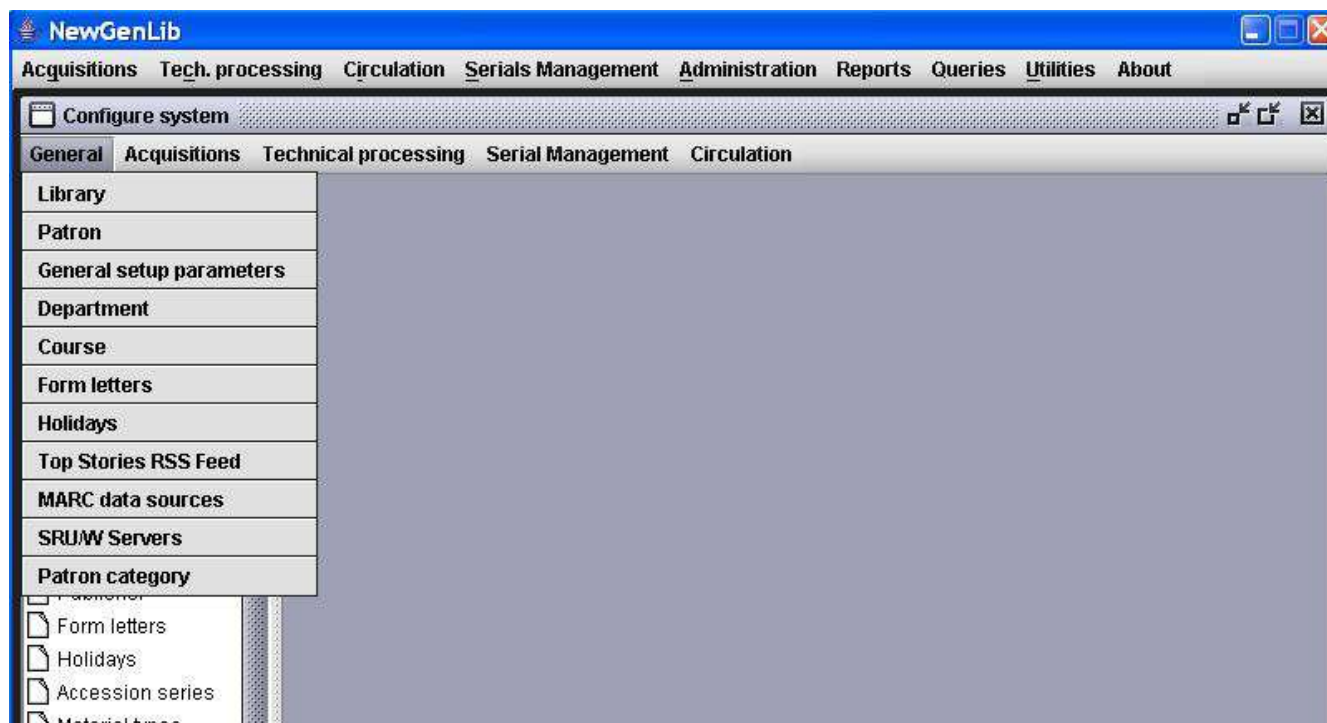 NewGenLib
Acquisitions Tech. processing Circulation Serials Management Administration Reports Queries Utilities About
Configure system
General Acquisitions Technical processing Serial Management Circulation
Library
Patron
General setup parameters
Department
Course
Form letters
Holidays
Top Stories RSS Feed
MARC data sources
SRU/W Servers
Patron category
Form letters
Holidays
Accession series